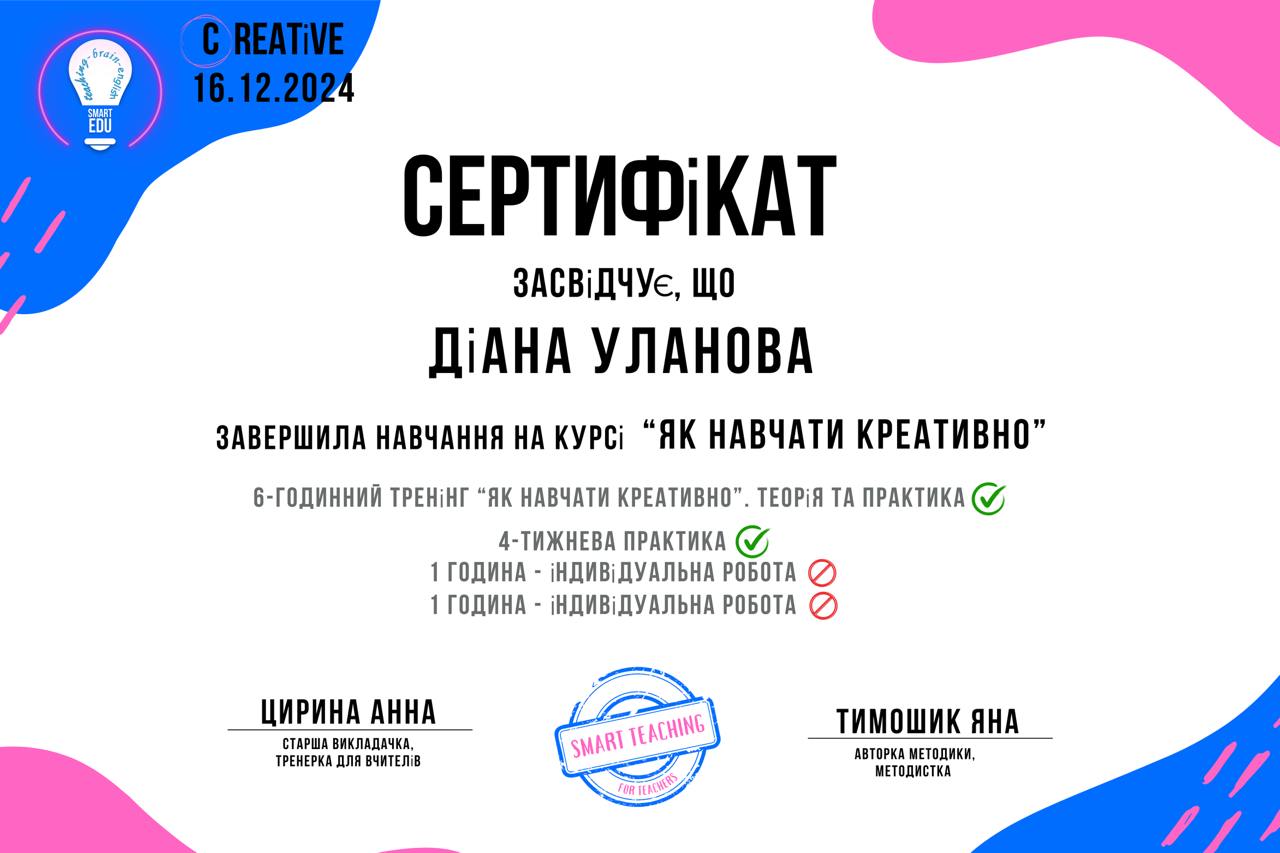 CREATiVE
16.12.2024
teaching-brain-english
SMART
EDU
СЕРТИФіКАТ
ЗАСВіДЧУЄ, ЩО
ДіАНА УЛАНОВА
ЗАВЕРШИЛА НАВЧАННЯ НА КУРСі “ЯК НАВЧАТИ КРЕАТИВНО”
6-ГОДИННИЙ ТРЕНіНГ “ЯК НАВЧАТИ КРЕАТИВНО”. ТЕОРіЯ ТА ПРАКТИКА
4-ТИЖНЕВА ПРАКТИКА
1 ГОДИНА - іНДИВіДУАЛЬНА РОБОТА
1 ГОДИНА - іНДИВіДУАЛЬНА РОБОТА
ЦИРИНА АННА
СТАРША ВИКЛАДАЧКА,
ТРЕНЕРКА ДЛЯ ВЧИТЕЛіВ
SMART TEACHING
FOR TEACHERS
ТИМОШИК ЯНА
АВТОРКА МЕТОДИКИ,
МЕТОДИСТКА